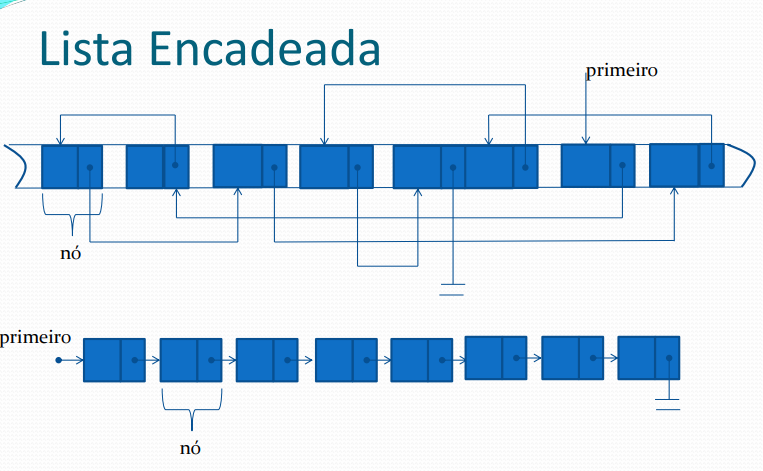 Lista Encadeada
primeiro
nó
primeiro
nó